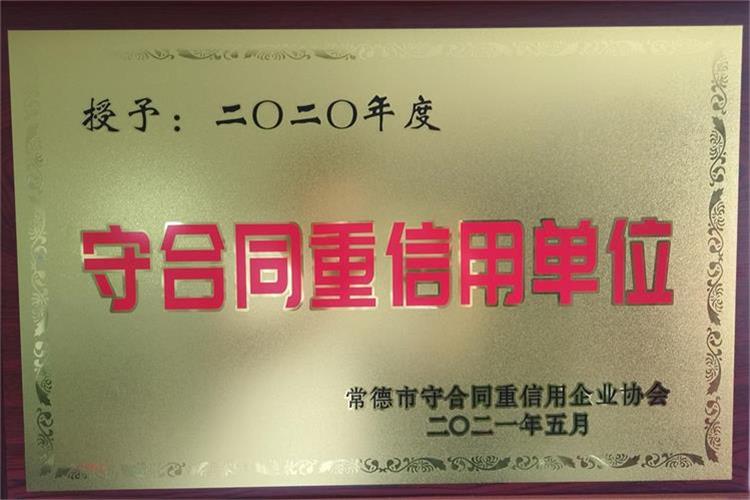 授予：二〇二〇年度
守合同重信用单位
常德市守合同重信用企业协会
二〇二一年五月